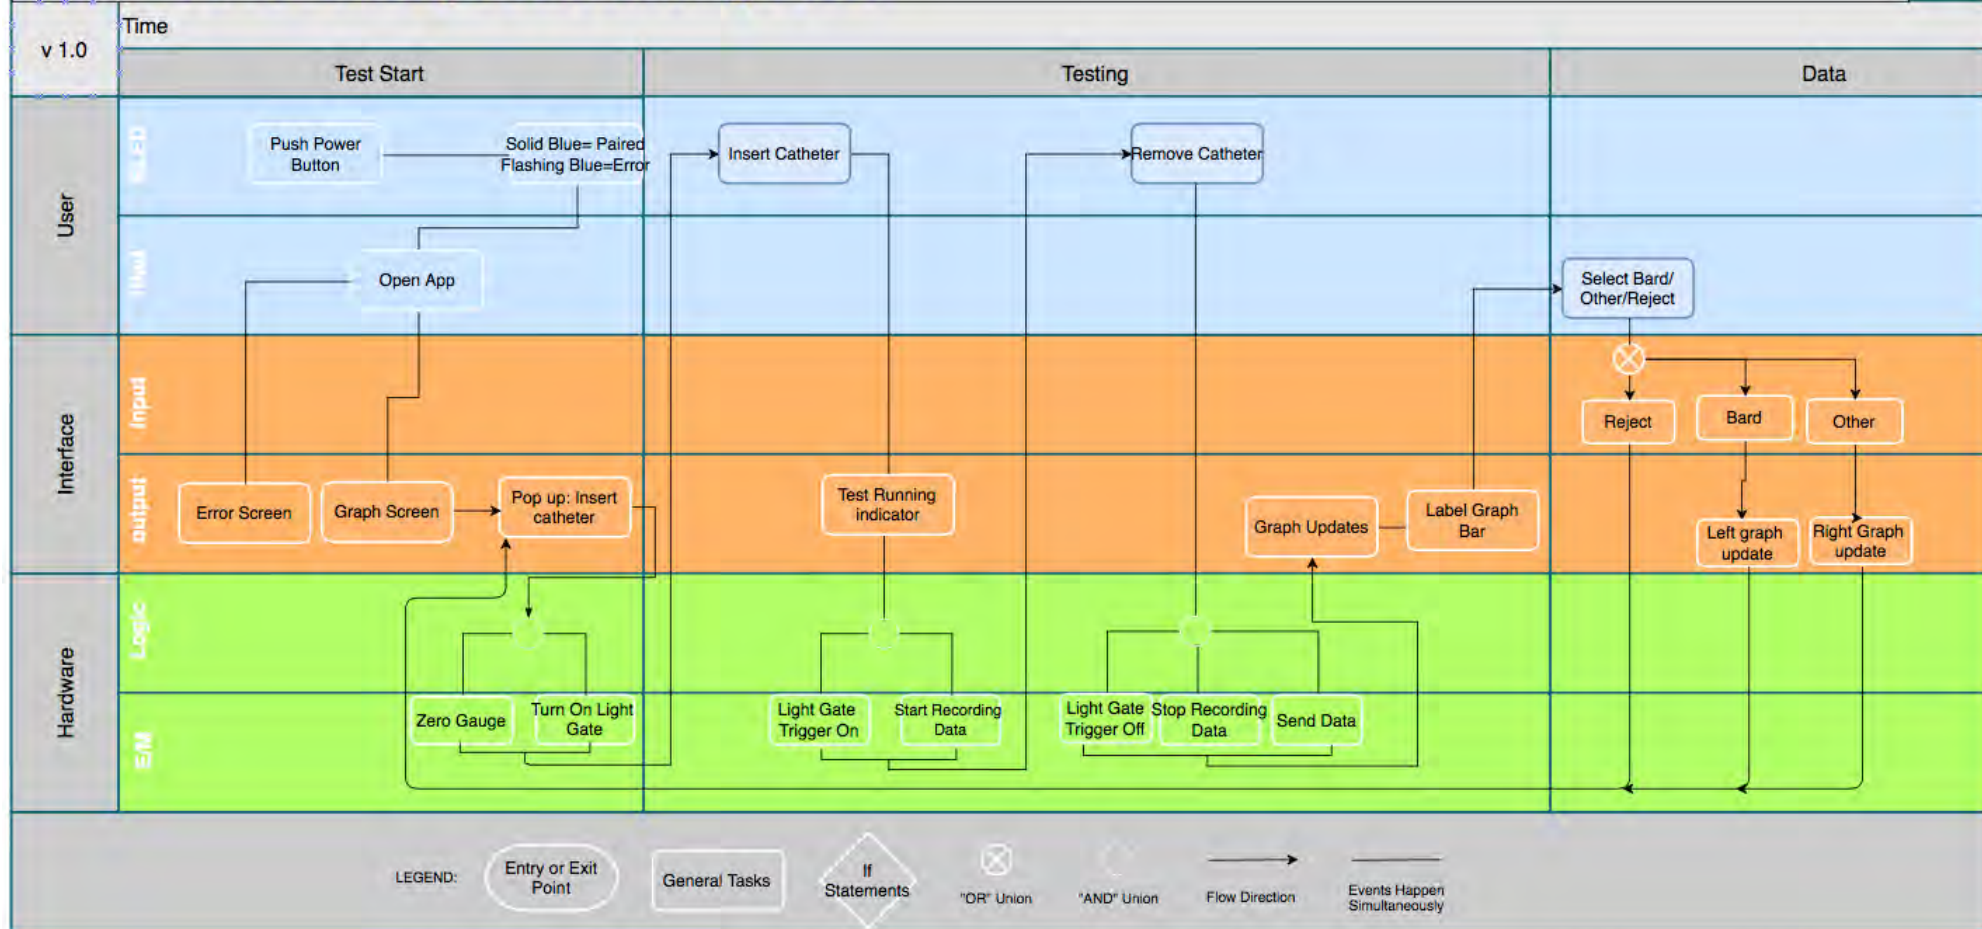 Time
v 1.0
Test Start
Testing
Data
User
Push Power
Button
Solid Blue= Paired
Flashing Blue=Error
Insert Catheter
Remove Catheter
Open App
Select Bard/
Other/Reject
Interface
Input
Reject
Bard
Other
output
Error Screen
Graph Screen
Pop up: Insert
catheter
Test Running
indicator
Graph Updates
Label Graph
Bar
Left graph
update
Right Graph
update
Hardware
Logic
E/M
Zero Gauge
Turn On Light
Gate
Light Gate
Trigger On
Start Recording
Data
Light Gate
Trigger Off
Stop Recording
Data
Send Data
LEGEND:
Entry or Exit
Point
General Tasks
If
Statements
"OR" Union
"AND" Union
Flow Direction
Events Happen
Simultaneously